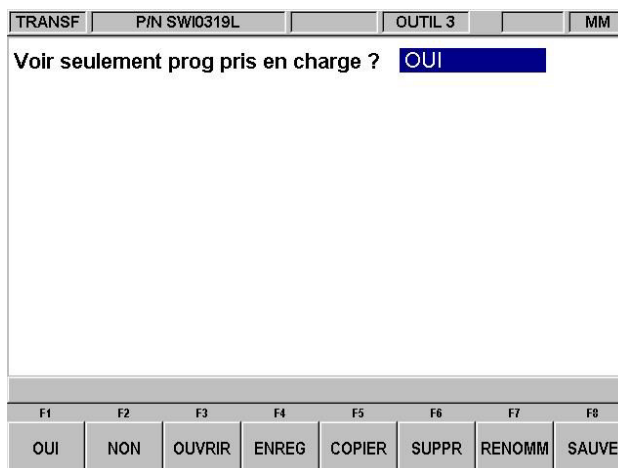 TRANSF P/N SWI0319L OUTIL 3 MM
Voir seulement prog pris en charge ? OUI
F1 F2 F3 F4 F5 F6 F7 F8
OUI NON OUVRIR ENREG COPIER SUPPR RENOMM SAUVE